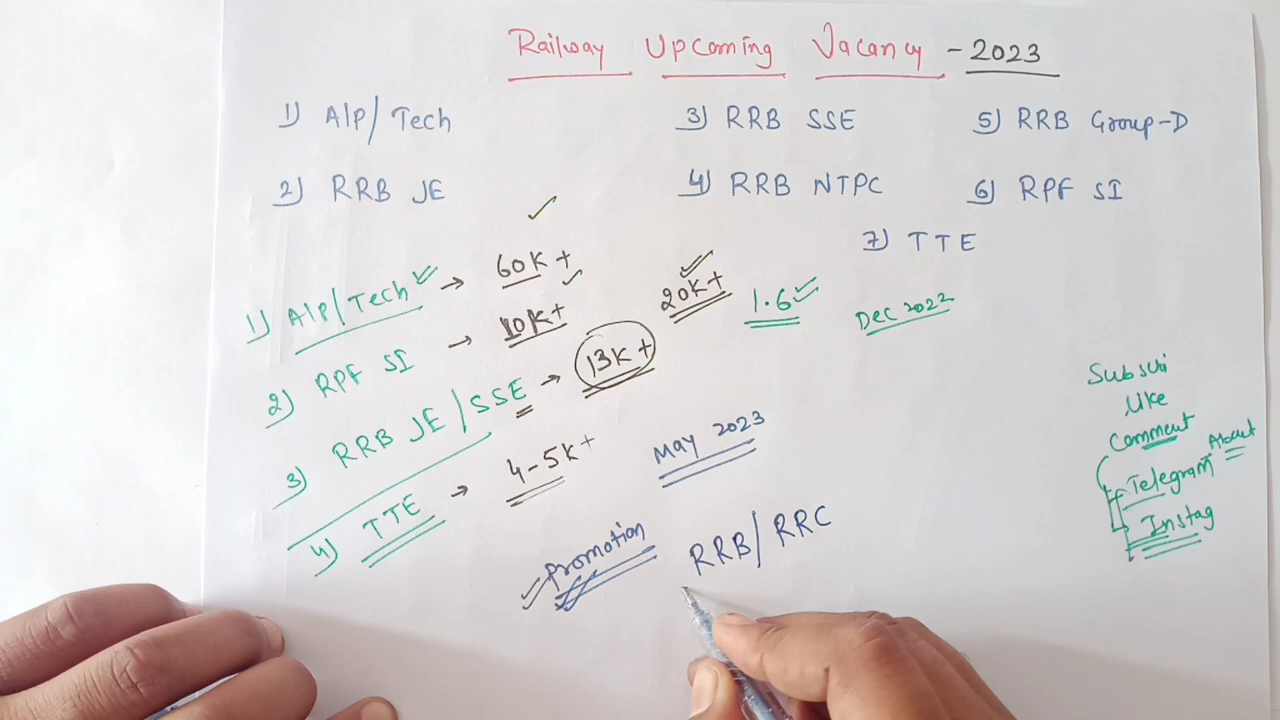 Railway Upcoming Vacancy - 2023
1) Alp/Tech
2) RRB JE
3) RRB SSE
4) RRB NTPC
5) RRB Group-D
6) RPF SI
7) TTE
1) Alp/Tech → 60K+
2) RPF SI → 10K+
20K+
1.6
Dec 2022
3) RRB JE/SSE → 13K+
4) TTE → 4-5K+
May 2023
Promotion
RRB/RRC
Subscri
Like
Comment
About
Telegram
Instag